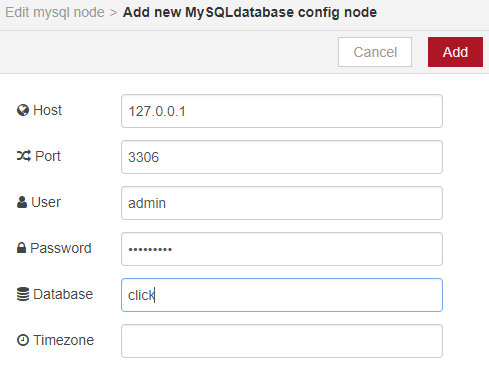 Edit mysql node > Add new MySQLdatabase config node
Cancel Add
Host 127.0.0.1
Port 3306
User admin
Password •••••••••
Database click
Timezone